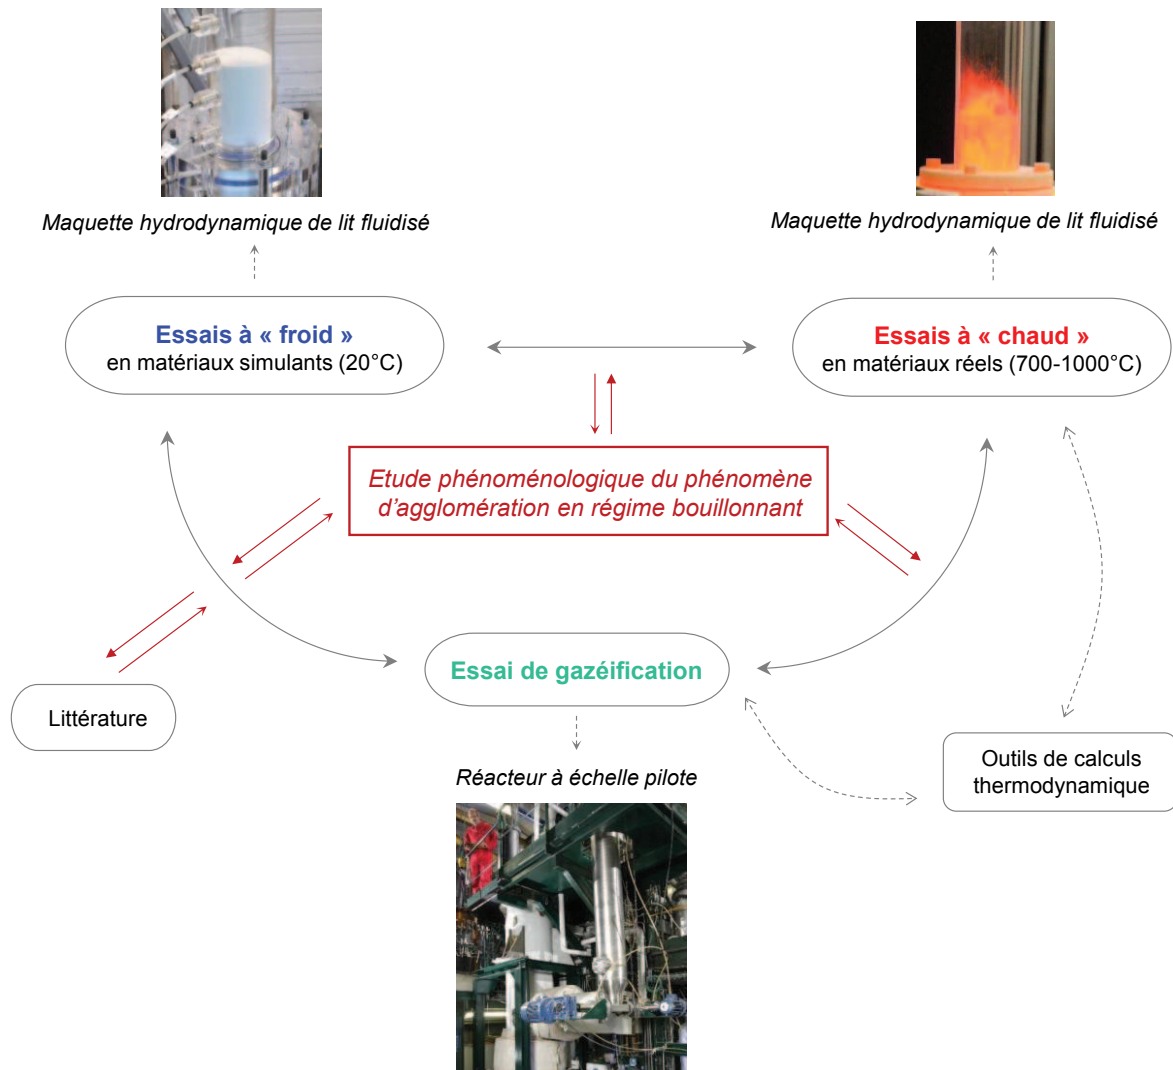 Maquette hydrodynamique de lit fluidisé
Maquette hydrodynamique de lit fluidisé
Essais à « froid »
en matériaux simulants (20°C)
Essais à « chaud »
en matériaux réels (700-1000°C)
Etude phénoménologique du phénomène
d'agglomération en régime bouillonnant
Essai de gazéification
Littérature
Réacteur à échelle pilote
Outils de calculs
thermodynamique